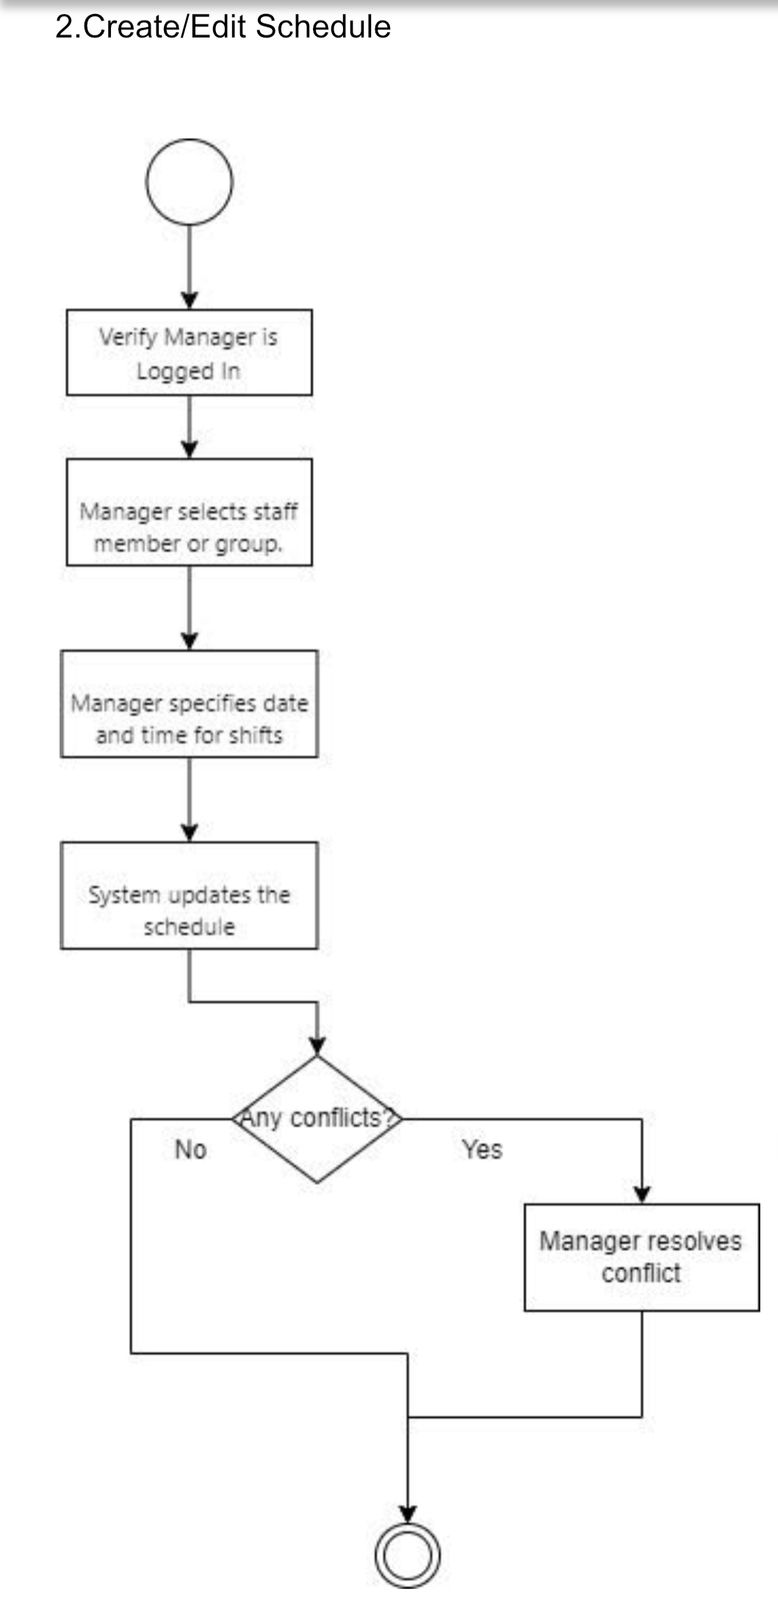 2.Create/Edit Schedule
Verify Manager is
Logged In
Manager selects staff
member or group.
Manager specifies date
and time for shifts
System updates the
schedule
Any conflicts?
No
Yes
Manager resolves
conflict